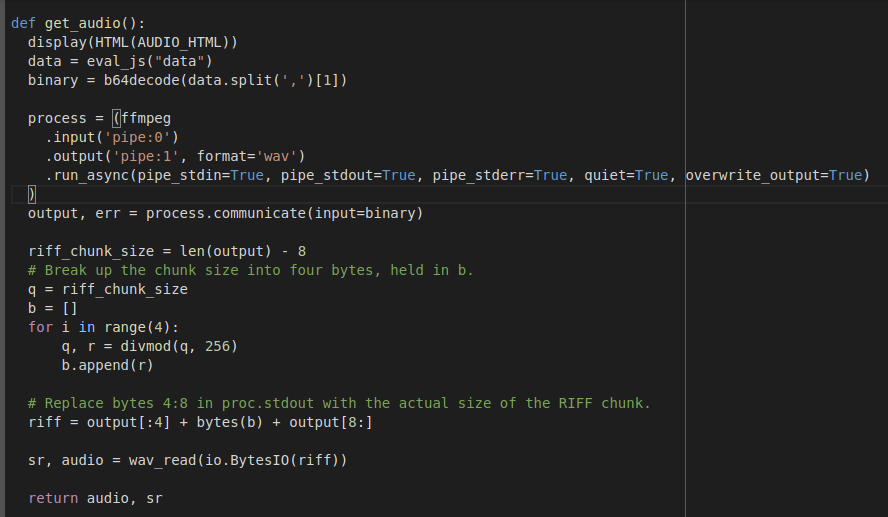 def get_audio():
  display(HTML(AUDIO_HTML))
  data = eval_js("data")
  binary = b64decode(data.split(',')[1])

  process = (ffmpeg
    .input('pipe:0')
    .output('pipe:1', format='wav')
    .run_async(pipe_stdin=True, pipe_stdout=True, pipe_stderr=True, quiet=True, overwrite_output=True)
  )
  output, err = process.communicate(input=binary)

  riff_chunk_size = len(output) - 8
  # Break up the chunk size into four bytes, held in b.
  q = riff_chunk_size
  b = []
  for i in range(4):
      q, r = divmod(q, 256)
      b.append(r)

  # Replace bytes 4:8 in proc.stdout with the actual size of the RIFF chunk.
  riff = output[:4] + bytes(b) + output[8:]

  sr, audio = wav_read(io.BytesIO(riff))

  return audio, sr